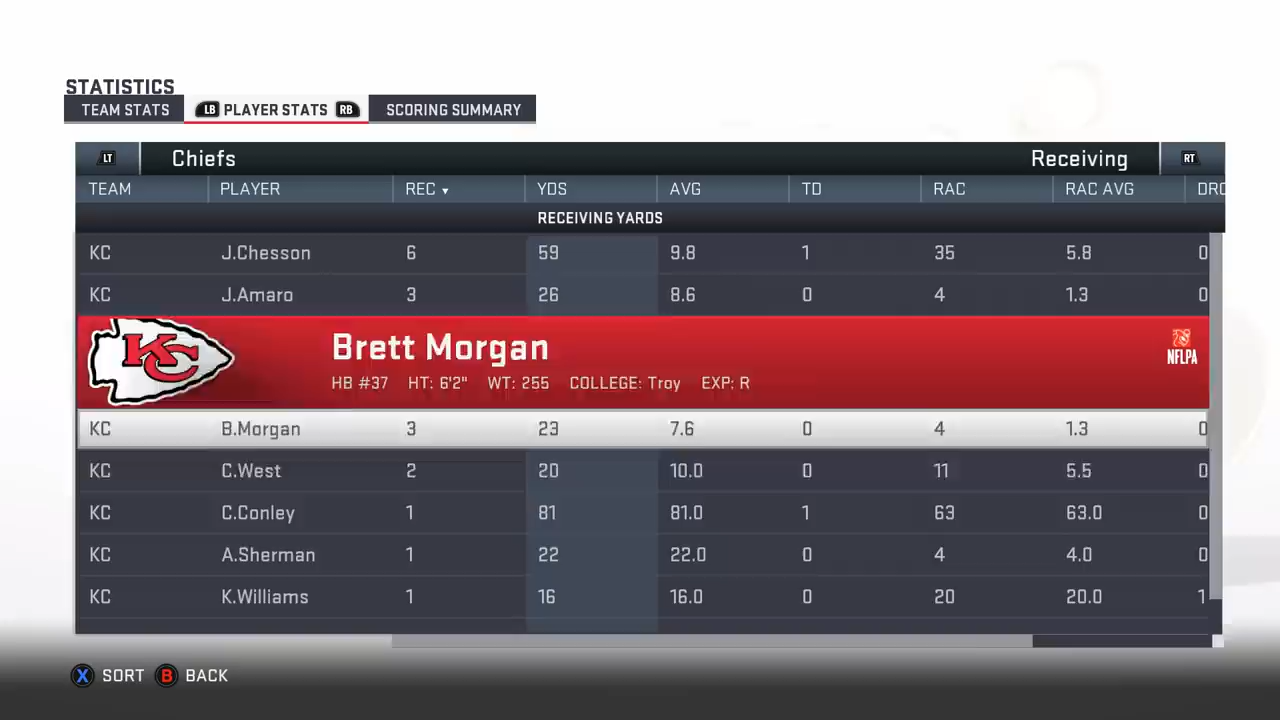 STATISTICS
TEAM STATS LB PLAYER STATS RB SCORING SUMMARY
LT Chiefs Receiving RT
TEAM PLAYER REC YDS AVG TD RAC RAC AVG DRO
RECEIVING YARDS
KC J.Chesson 6 59 9.8 1 35 5.8 0
KC J.Amaro 3 26 8.6 0 4 1.3 0
KC Brett Morgan NFLPA
HB #37 HT: 6'2" WT: 255 COLLEGE: Troy EXP: R
KC B.Morgan 3 23 7.6 0 4 1.3 0
KC C.West 2 20 10.0 0 11 5.5 0
KC C.Conley 1 81 81.0 1 63 63.0 0
KC A.Sherman 1 22 22.0 0 4 4.0 0
KC K.Williams 1 16 16.0 0 20 20.0 1
X SORT B BACK